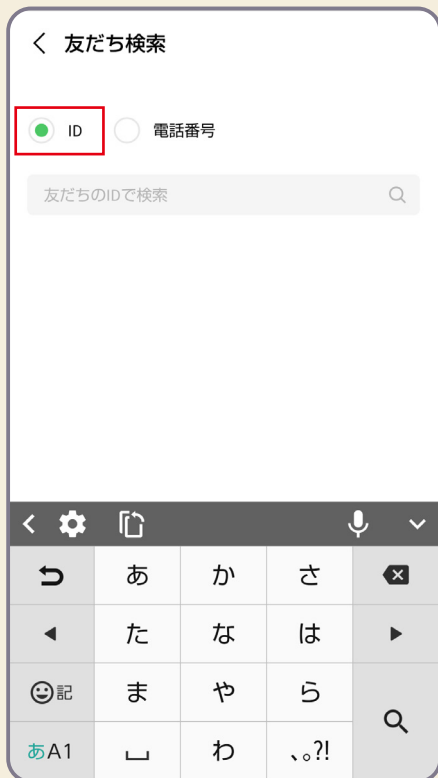 友だち検索
ID 電話番号
友だちのIDで検索
あ か さ
た な は
記 ま や ら
あA1 わ 、。?!